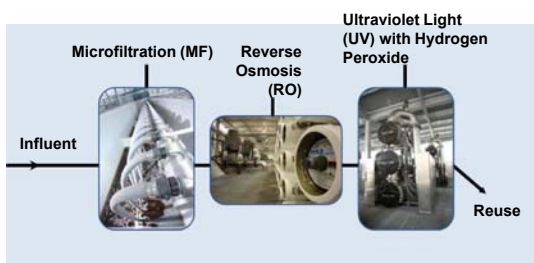 Microfiltration (MF)
Reverse
Osmosis
(RO)
Ultraviolet Light
(UV) with Hydrogen
Peroxide
Influent
Reuse